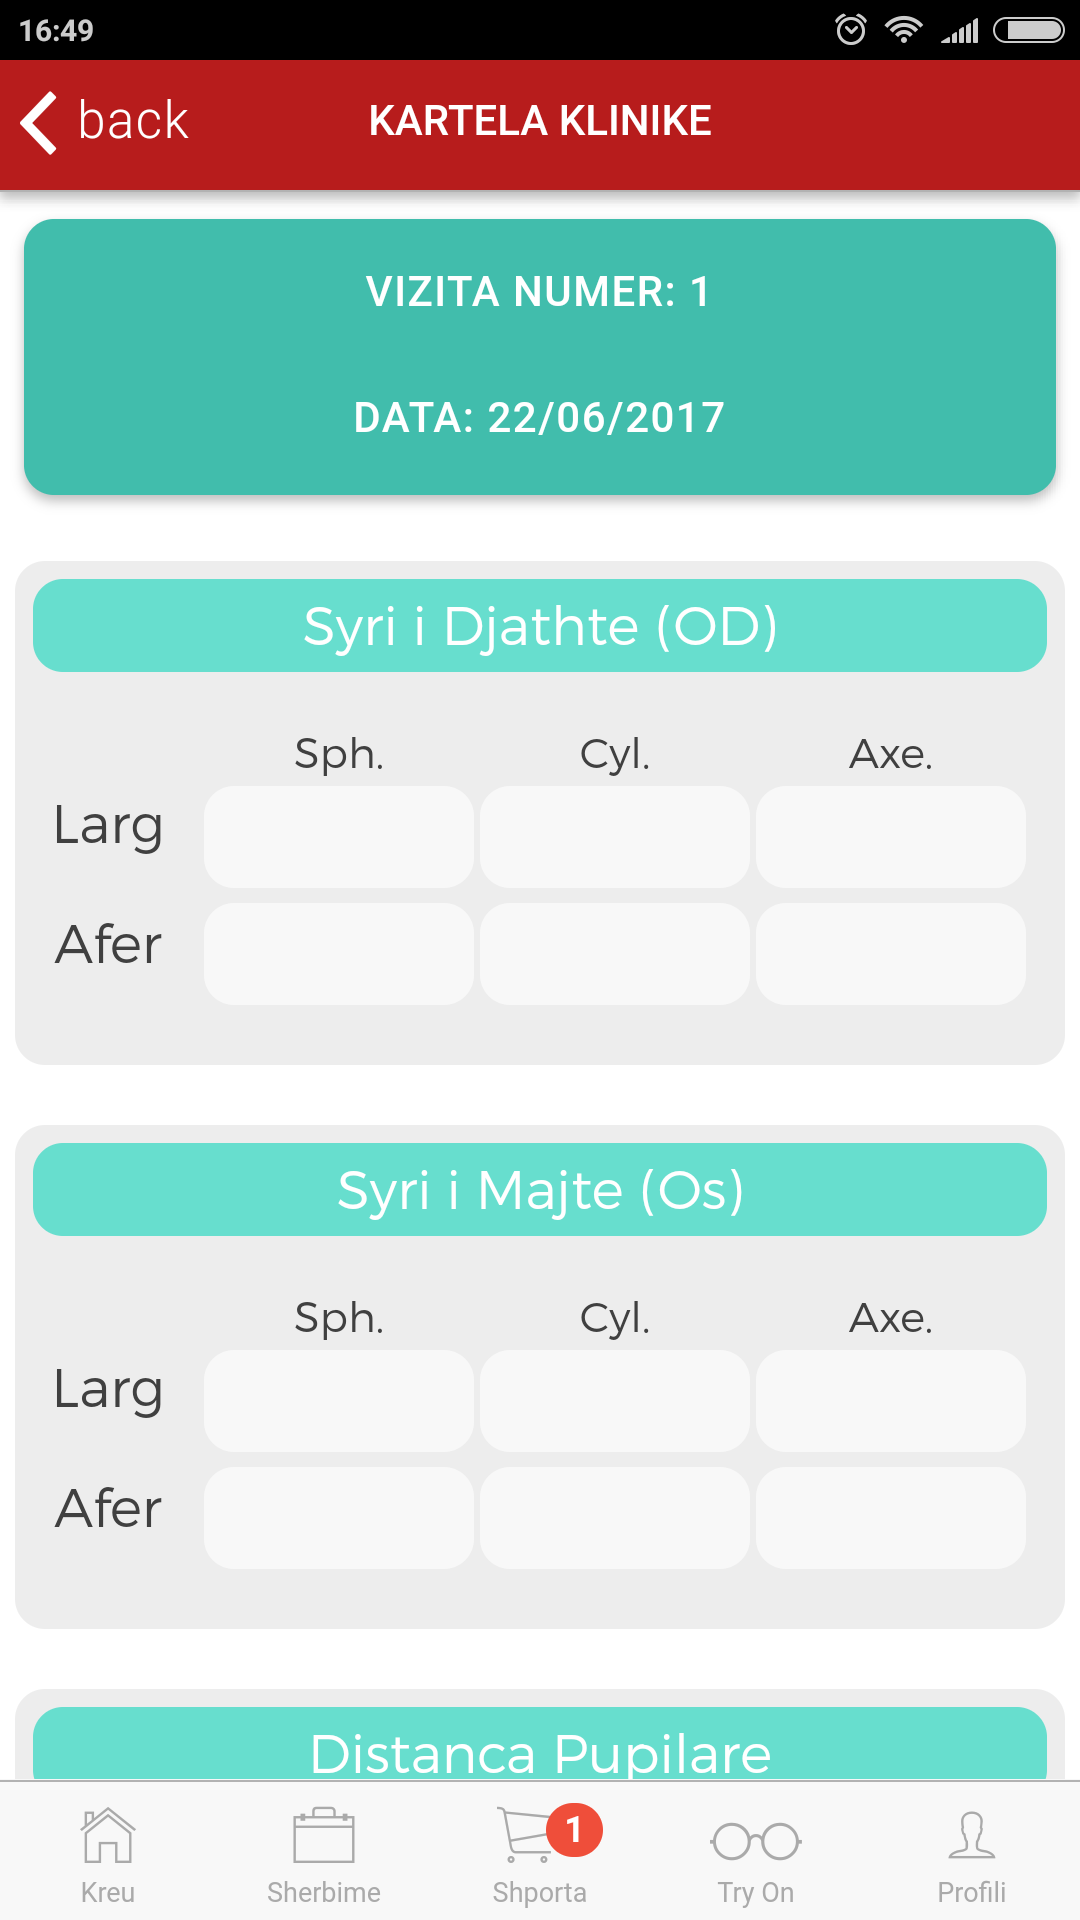 16:49
back KARTELA KLINIKE
VIZITA NUMER: 1
DATA: 22/06/2017
Syri i Djathte (OD)
Sph. Cyl. Axe.
Larg
Afer
Syri i Majte (Os)
Sph. Cyl. Axe.
Larg
Afer
Distanca Pupilare
1
Kreu Sherbime Shporta Try On Profili